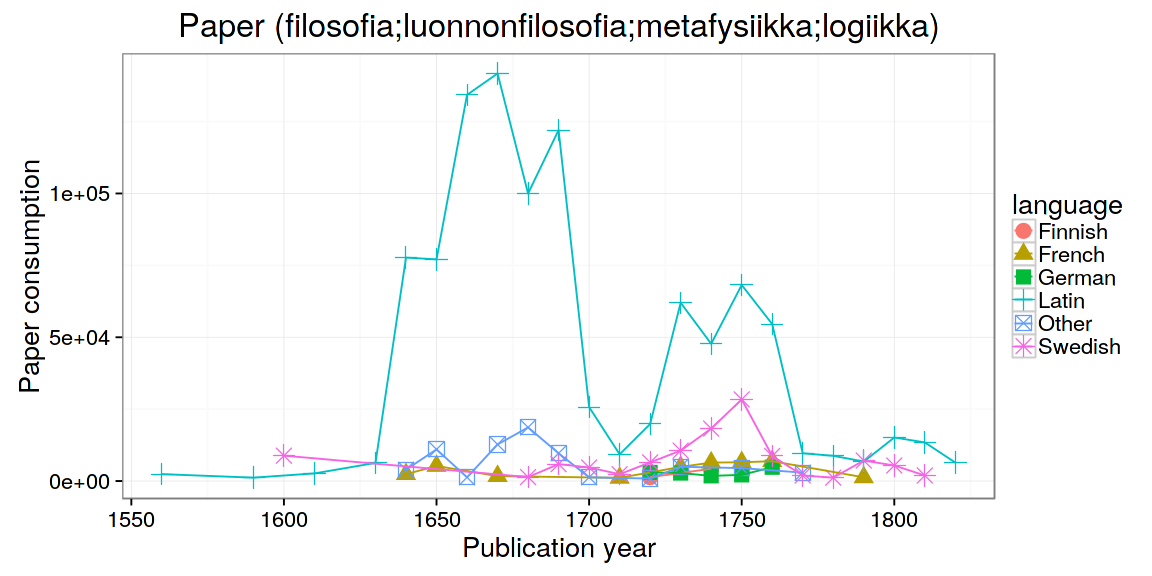 Paper (filosofia;luonnonfilosofia;metafysiikka;logiikka)
Paper consumption
1e+05
5e+04
0e+00
1550 1600 1650 1700 1750 1800
Publication year
language
Finnish
French
German
Latin
Other
Swedish